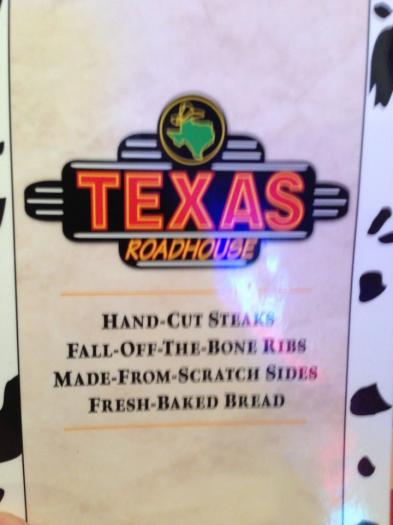 TEXAS
ROADHOUSE
HAND-CUT STEAKS
FALL-OFF-THE-BONE RIBS
MADE-FROM-SCRATCH SIDES
FRESH-BAKED BREAD